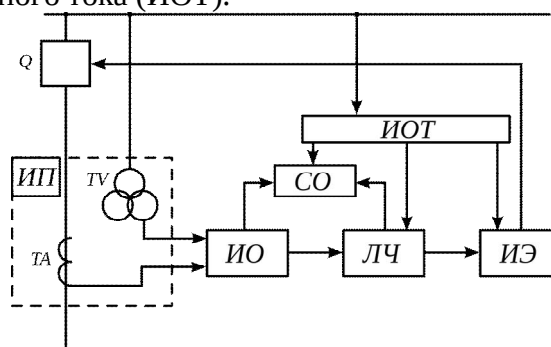 ного тока (ИОТ).
Q
ИОТ
ИП
TV
СО
TA
ИО
ЛЧ
ИЭ